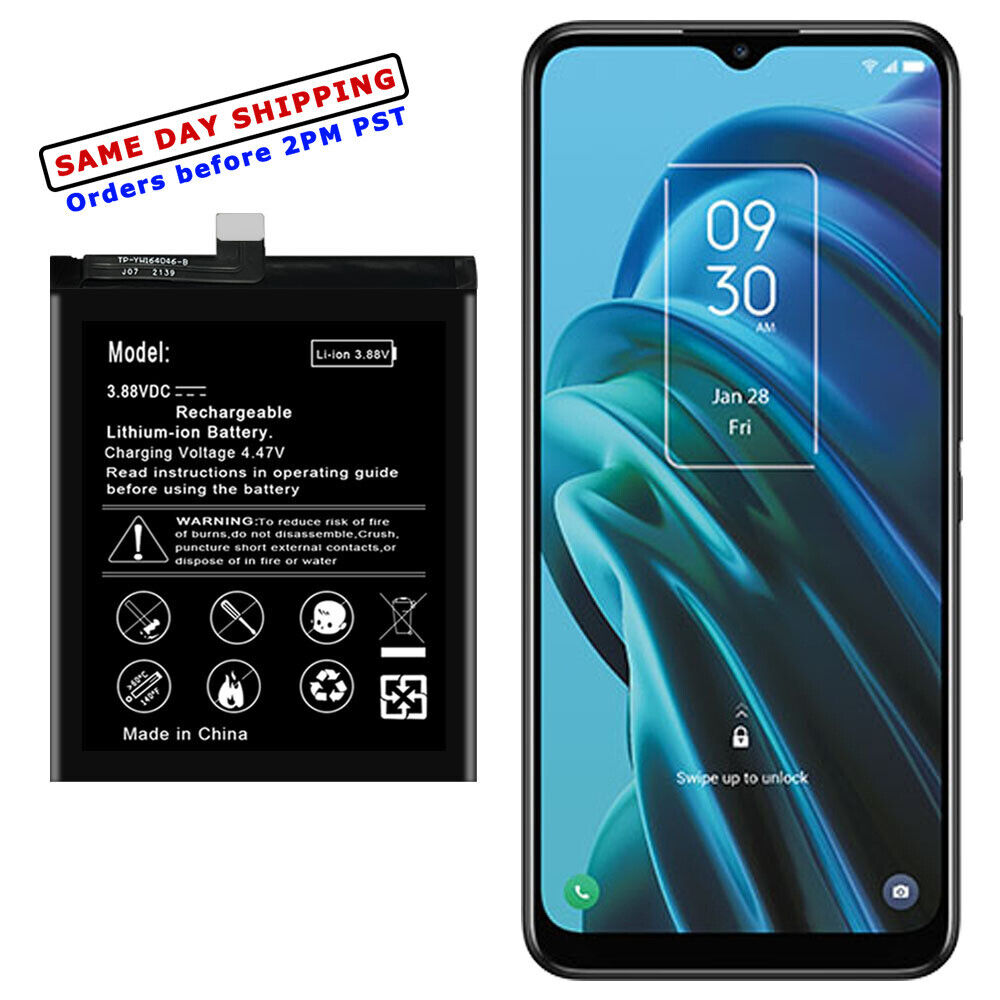 SAME DAY SHIPPING
Orders before 2PM PST
TP-YW164046-B
J07 2139
Model:
Li-ion 3.88V
3.88VDC
Rechargeable
Lithium-ion Battery.
Charging Voltage 4.47V
Read instructions in operating guide
before using the battery
WARNING:To reduce risk of fire
of burns,do not disassemble,Crush,
puncture short external contacts,or
dispose of in fire or water
>60°C
140°F
Made in China
09
30
AM
Jan 28
Fri
Swipe up to unlock